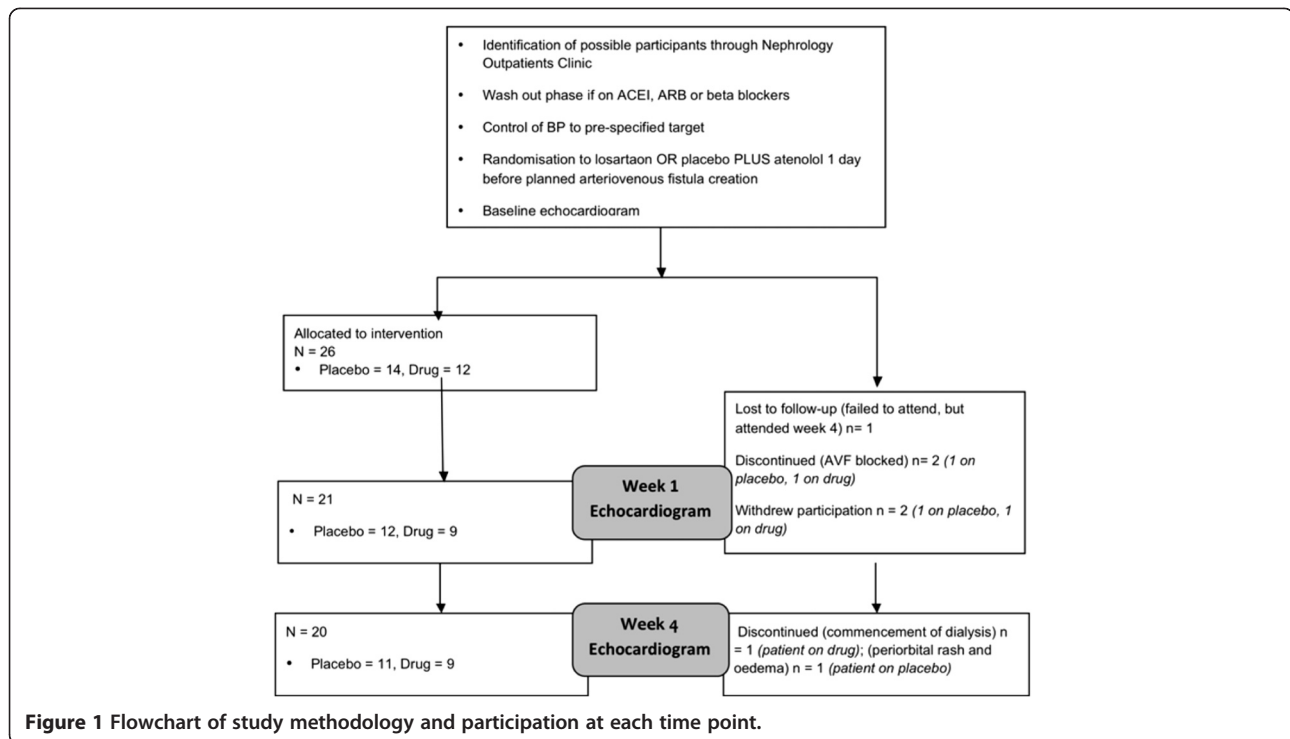 • Identification of possible participants through Nephrology
Outpatients Clinic
• Wash out phase if on ACEI, ARB or beta blockers
• Control of BP to pre-specified target
• Randomisation to losartaon OR placebo PLUS atenolol 1 day
before planned arteriovenous fistula creation
• Baseline echocardiogram
Allocated to intervention
N = 26
• Placebo = 14, Drug = 12
Lost to follow-up (failed to attend, but
attended week 4) n= 1
Discontinued (AVF blocked) n= 2 (1 on
placebo, 1 on drug)
Withdrew participation n = 2 (1 on placebo, 1
on drug)
Week 1
Echocardiogram
N = 21
• Placebo = 12, Drug = 9
Week 4
Echocardiogram
N = 20
• Placebo = 11, Drug = 9
Discontinued (commencement of dialysis) n
= 1 (patient on drug); (periorbital rash and
oedema) n = 1 (patient on placebo)
Figure 1 Flowchart of study methodology and participation at each time point.